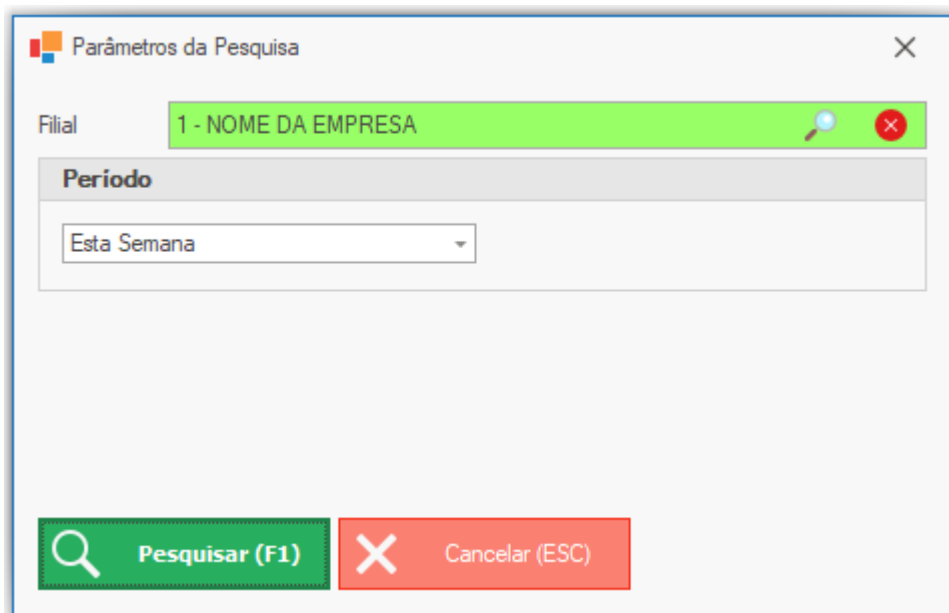 Parâmetros da Pesquisa
Filial 1 - NOME DA EMPRESA
Período
Esta Semana
Pesquisar (F1) Cancelar (ESC)